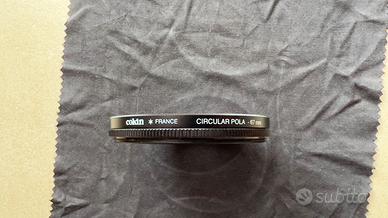 cokin ✳ FRANCE CIRCULAR POLA - 67 mm
subito